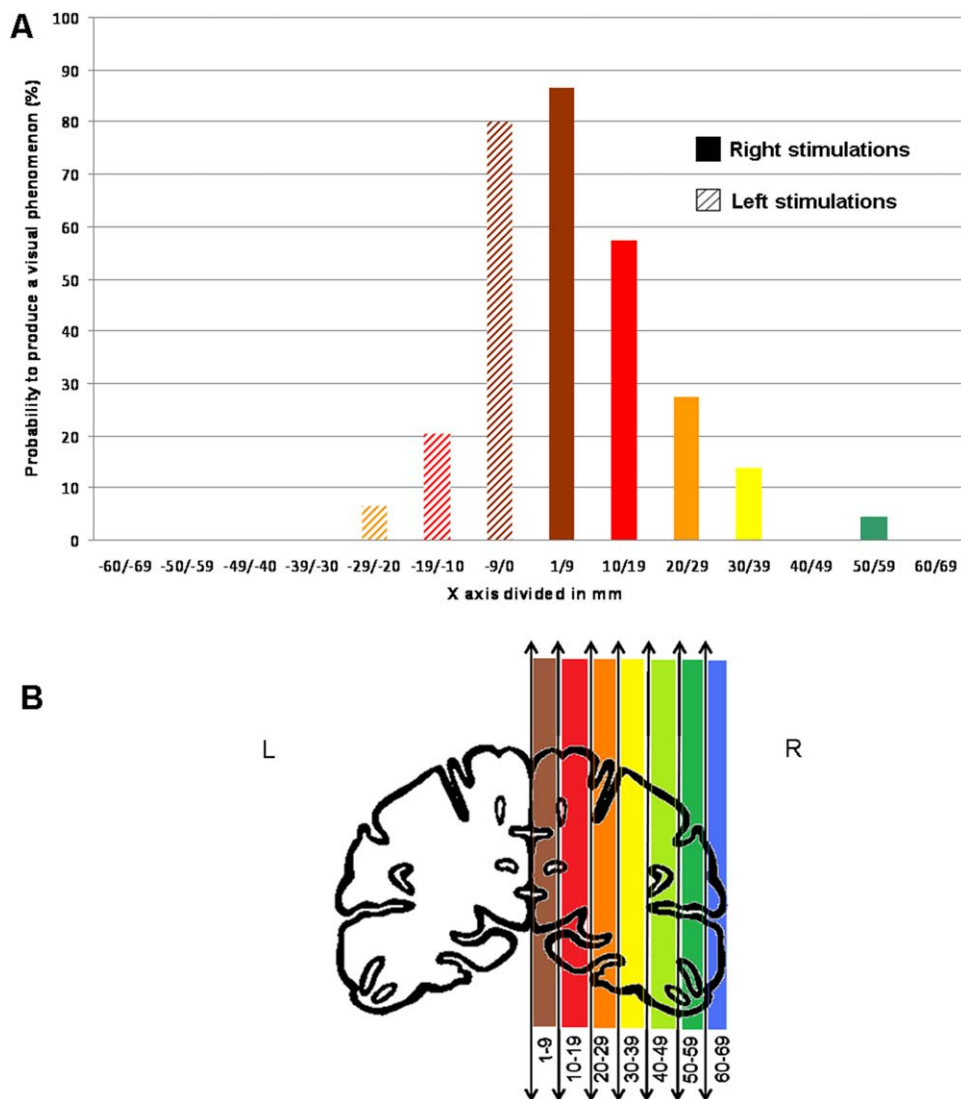 A
Probability to produce a visual phenomenon (%)
100
90
80
70
60
50
40
30
20
10
0
Right stimulations
Left stimulations
-60/-69 -50/-59 -49/-40 -39/-30 -29/-20 -19/-10 -9/0 1/9 10/19 20/29 30/39 40/49 50/59 60/69
X axis divided in mm
B
L
R
1-9
10-19
20-29
30-39
40-49
50-59
60-69